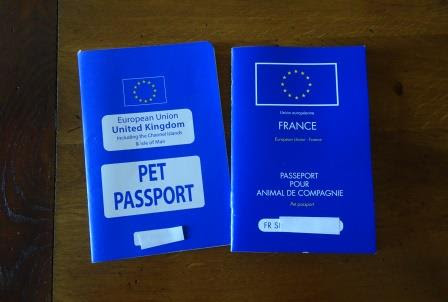 European Union
United Kingdom
Including the Channel Islands
& Isle of Man
PET
PASSPORT
Union européenne
FRANCE
European Union - France
PASSEPORT
POUR
ANIMAL DE COMPAGNIE
Pet passport
FR SI